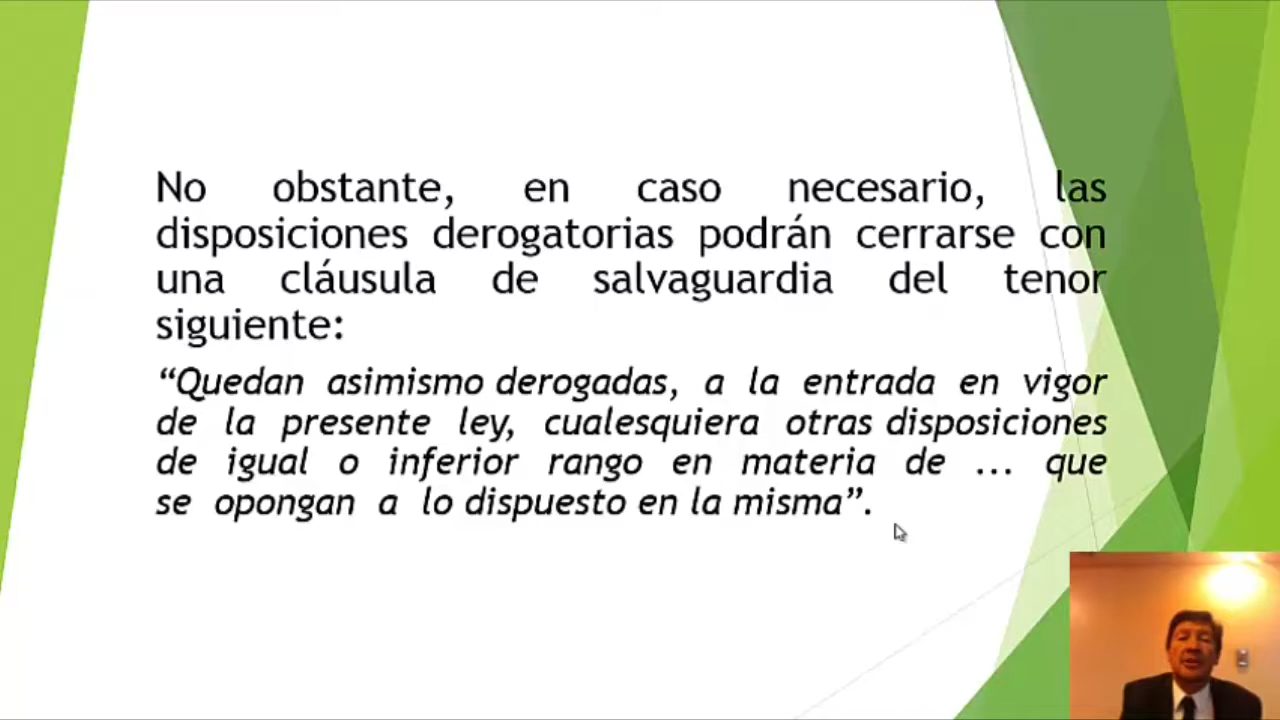 No obstante, en caso necesario, las
disposiciones derogatorias podrán cerrarse con
una cláusula de salvaguardia del tenor
siguiente:
“Quedan asimismo derogadas, a la entrada en vigor
de la presente ley, cualesquiera otras disposiciones
de igual o inferior rango en materia de ... que
se opongan a lo dispuesto en la misma”.